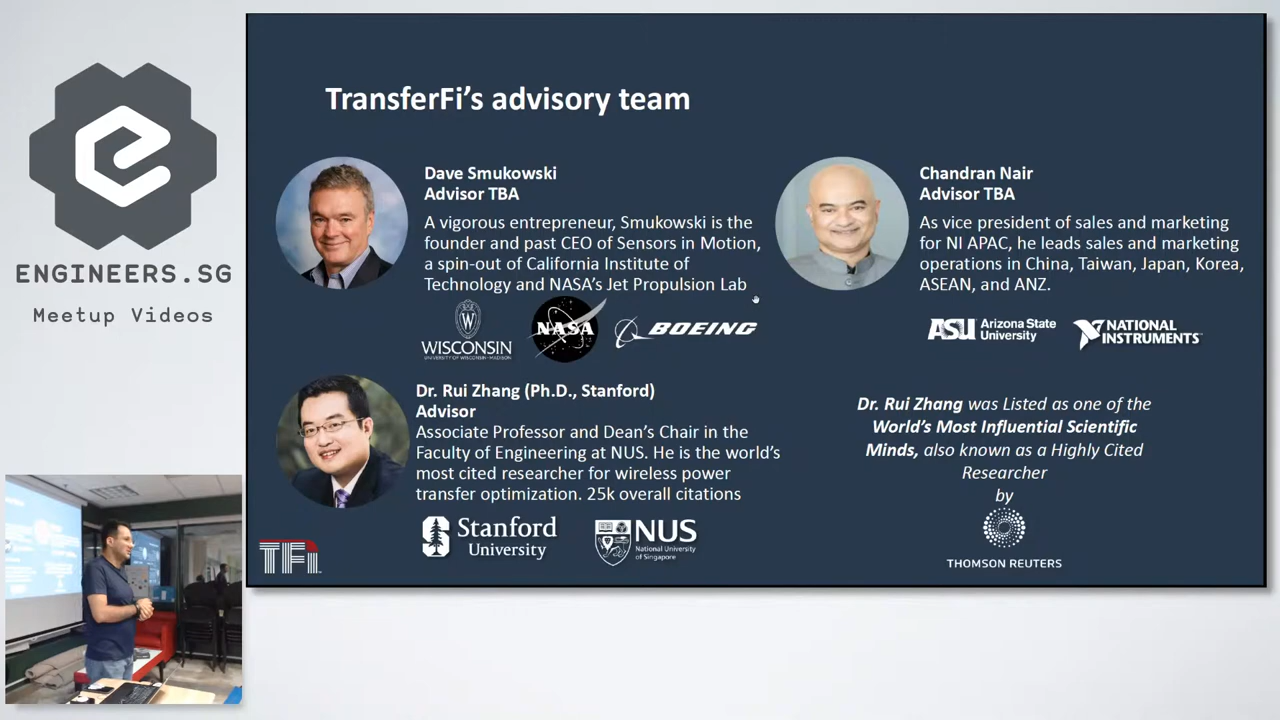 ENGINEERS.SG
Meetup Videos
TransferFi's advisory team
Dave Smukowski
Advisor TBA
A vigorous entrepreneur, Smukowski is the
founder and past CEO of Sensors in Motion,
a spin-out of California Institute of
Technology and NASA's Jet Propulsion Lab
WISCONSIN
UNIVERSITY OF WISCONSIN-MADISON
NASA
BOEING
Chandran Nair
Advisor TBA
As vice president of sales and marketing
for NI APAC, he leads sales and marketing
operations in China, Taiwan, Japan, Korea,
ASEAN, and ANZ.
ASU Arizona State
University
NATIONAL
INSTRUMENTS
Dr. Rui Zhang (Ph.D., Stanford)
Advisor
Associate Professor and Dean's Chair in the
Faculty of Engineering at NUS. He is the world's
most cited researcher for wireless power
transfer optimization. 25k overall citations
Stanford
University
NUS
National University
of Singapore
Dr. Rui Zhang was Listed as one of the
World's Most Influential Scientific
Minds, also known as a Highly Cited
Researcher
by
THOMSON REUTERS
TFi